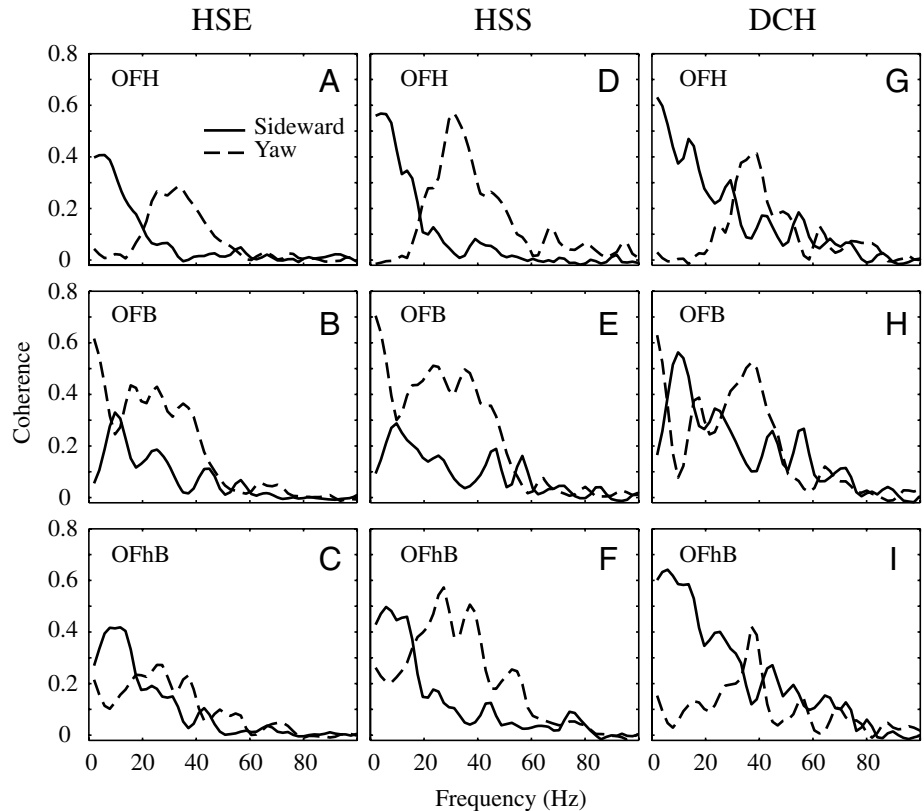 HSE HSS DCH
0.8
0.6
0.4
0.2
0
OFH A
Sideward
Yaw
OFH D
OFH G
0.8
0.6
0.4
0.2
0
OFB B
OFB E
OFB H
Coherence
0.8
0.6
0.4
0.2
0
OFhB C
OFhB F
OFhB I
0 20 40 60 80 0 20 40 60 80 0 20 40 60 80
Frequency (Hz)